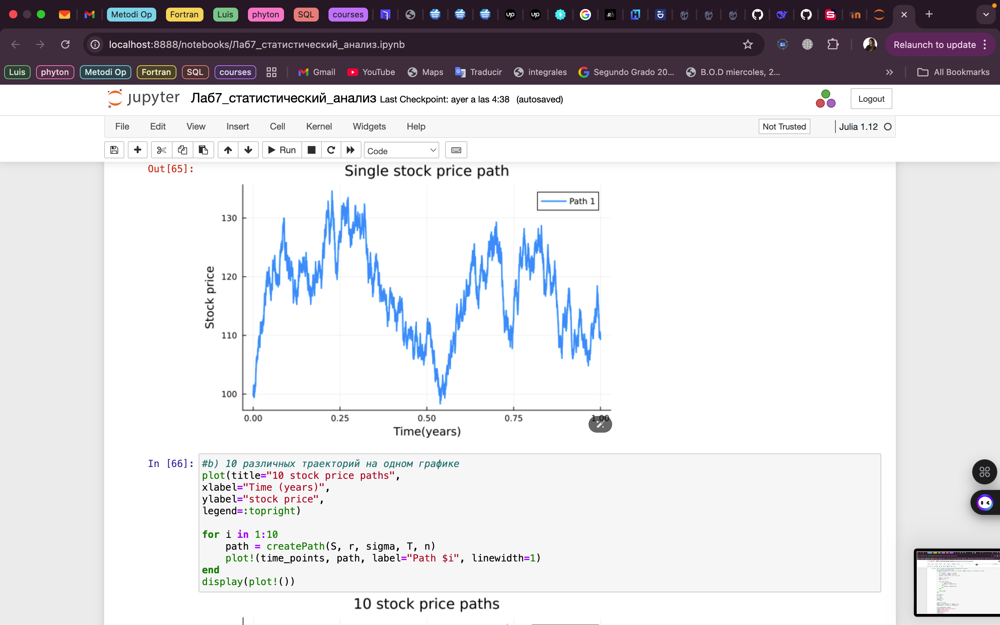 Metodi Op Fortran Luis phyton SQL courses
localhost:8888/notebooks/Лаб7_статистический_анализ.ipynb
Relaunch to update
Luis phyton Metodi Op Fortran SQL courses Gmail YouTube Maps Traducir integrales Segundo Grado 20... B.O.D miercoles, 2... All Bookmarks
jupyter Лаб7_статистический_анализ Last Checkpoint: ayer a las 4:38 (autosaved) Logout
File Edit View Insert Cell Kernel Widgets Help Not Trusted Julia 1.12
Run Code
Out[65]:
Single stock price path
Path 1
130
120
110
100
Stock price
0.00 0.25 0.50 0.75 1.00
Time(years)
In [66]:
#b) 10 различных траекторий на одном графике
plot(title="10 stock price paths",
xlabel="Time (years)",
ylabel="stock price",
legend=:topright)
for i in 1:10
path = createPath(S, r, sigma, T, n)
plot!(time_points, path, label="Path $i", linewidth=1)
end
display(plot!())
10 stock price paths